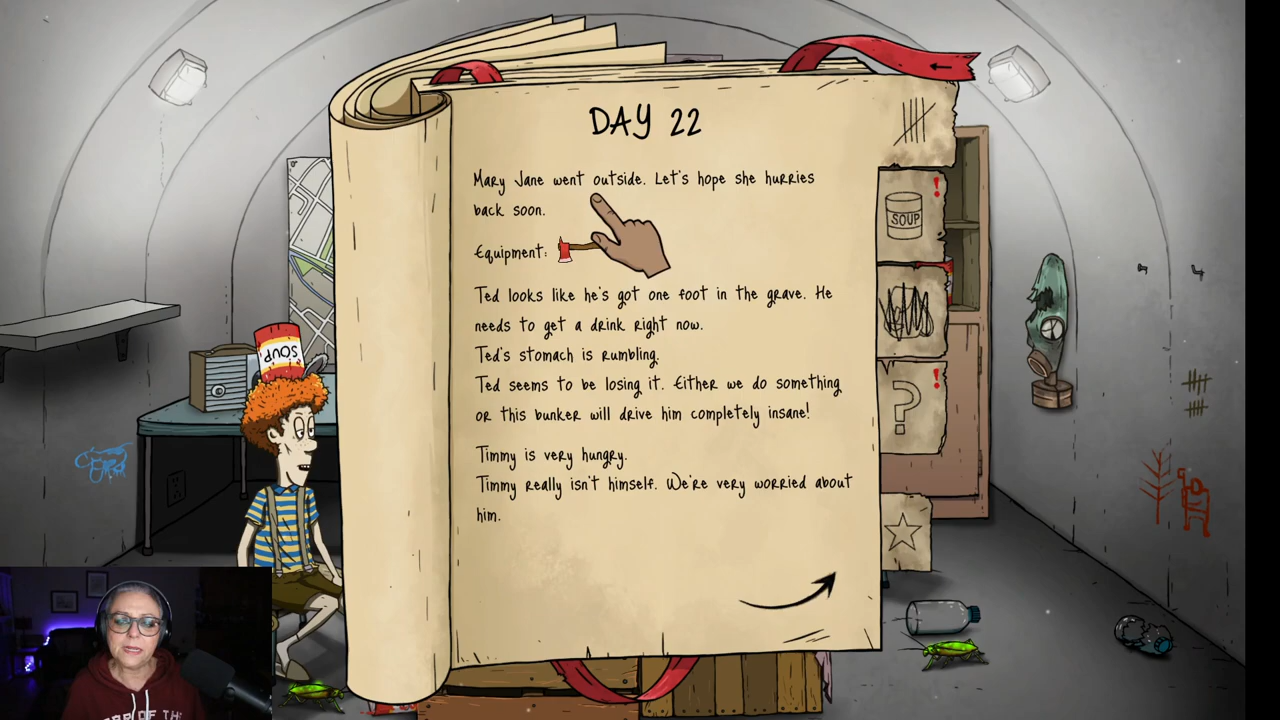 DAY 22
Mary Jane went outside. Let's hope she hurries
back soon.
Equipment:
Ted looks like he's got one foot in the grave. He
needs to get a drink right now.
Ted's stomach is rumbling.
Ted seems to be losing it. Either we do something
or this bunker will drive him completely insane!
Timmy is very hungry.
Timmy really isn't himself. We're very worried about
him.
SOUP
!
!
?
SOUP